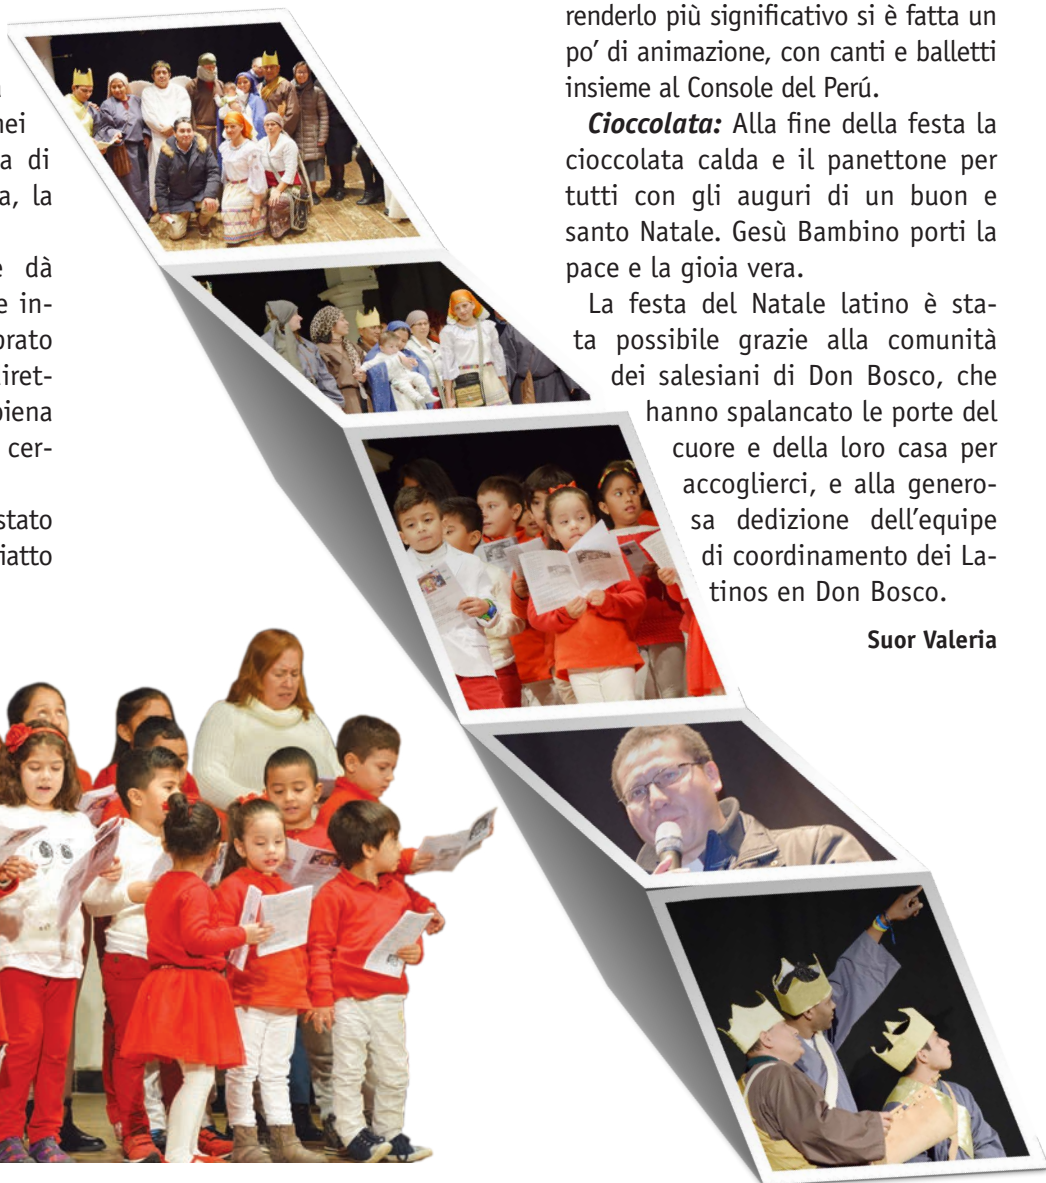 nei
a di
a, la
e dà
e in-
orato
iret-
piena
cer-
stato
iatto
renderlo più significativo si è fatta un
po’ di animazione, con canti e balletti
insieme al Console del Perú.
Cioccolata: Alla fine della festa la
cioccolata calda e il panettone per
tutti con gli auguri di un buon e
santo Natale. Gesù Bambino porti la
pace e la gioia vera.
La festa del Natale latino è sta-
ta possibile grazie alla comunità
dei salesiani di Don Bosco, che
hanno spalancato le porte del
cuore e della loro casa per
accoglierci, e alla genero-
sa dedizione dell’equipe
di coordinamento dei La-
tinos en Don Bosco.
Suor Valeria